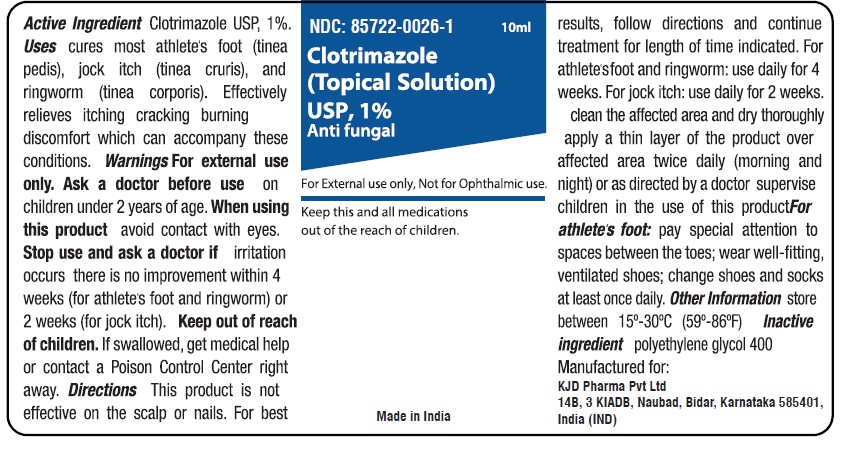 Active Ingredient Clotrimazole USP, 1%.
Uses cures most athlete's foot (tinea
pedis), jock itch (tinea cruris), and
ringworm (tinea corporis). Effectively
relieves itching cracking burning
discomfort which can accompany these
conditions. Warnings For external use
only. Ask a doctor before use on
children under 2 years of age. When using
this product avoid contact with eyes.
Stop use and ask a doctor if irritation
occurs there is no improvement within 4
weeks (for athlete's foot and ringworm) or
2 weeks (for jock itch). Keep out of reach
of children. If swallowed, get medical help
or contact a Poison Control Center right
away. Directions This product is not
effective on the scalp or nails. For best
NDC: 85722-0026-1 10ml
Clotrimazole
(Topical Solution)
USP, 1%
Anti fungal
For External use only, Not for Ophthalmic use.
Keep this and all medications
out of the reach of children.
Made in India
results, follow directions and continue
treatment for length of time indicated. For
athlete'sfoot and ringworm: use daily for 4
weeks. For jock itch: use daily for 2 weeks.
clean the affected area and dry thoroughly
apply a thin layer of the product over
affected area twice daily (morning and
night) or as directed by a doctor supervise
children in the use of this productFor
athlete's foot: pay special attention to
spaces between the toes; wear well-fitting,
ventilated shoes; change shoes and socks
at least once daily. Other Information store
between 15º-30ºC (59º-86ºF) Inactive
ingredient polyethylene glycol 400
Manufactured for:
KJD Pharma Pvt Ltd
14B, 3 KIADB, Naubad, Bidar, Karnataka 585401,
India (IND)